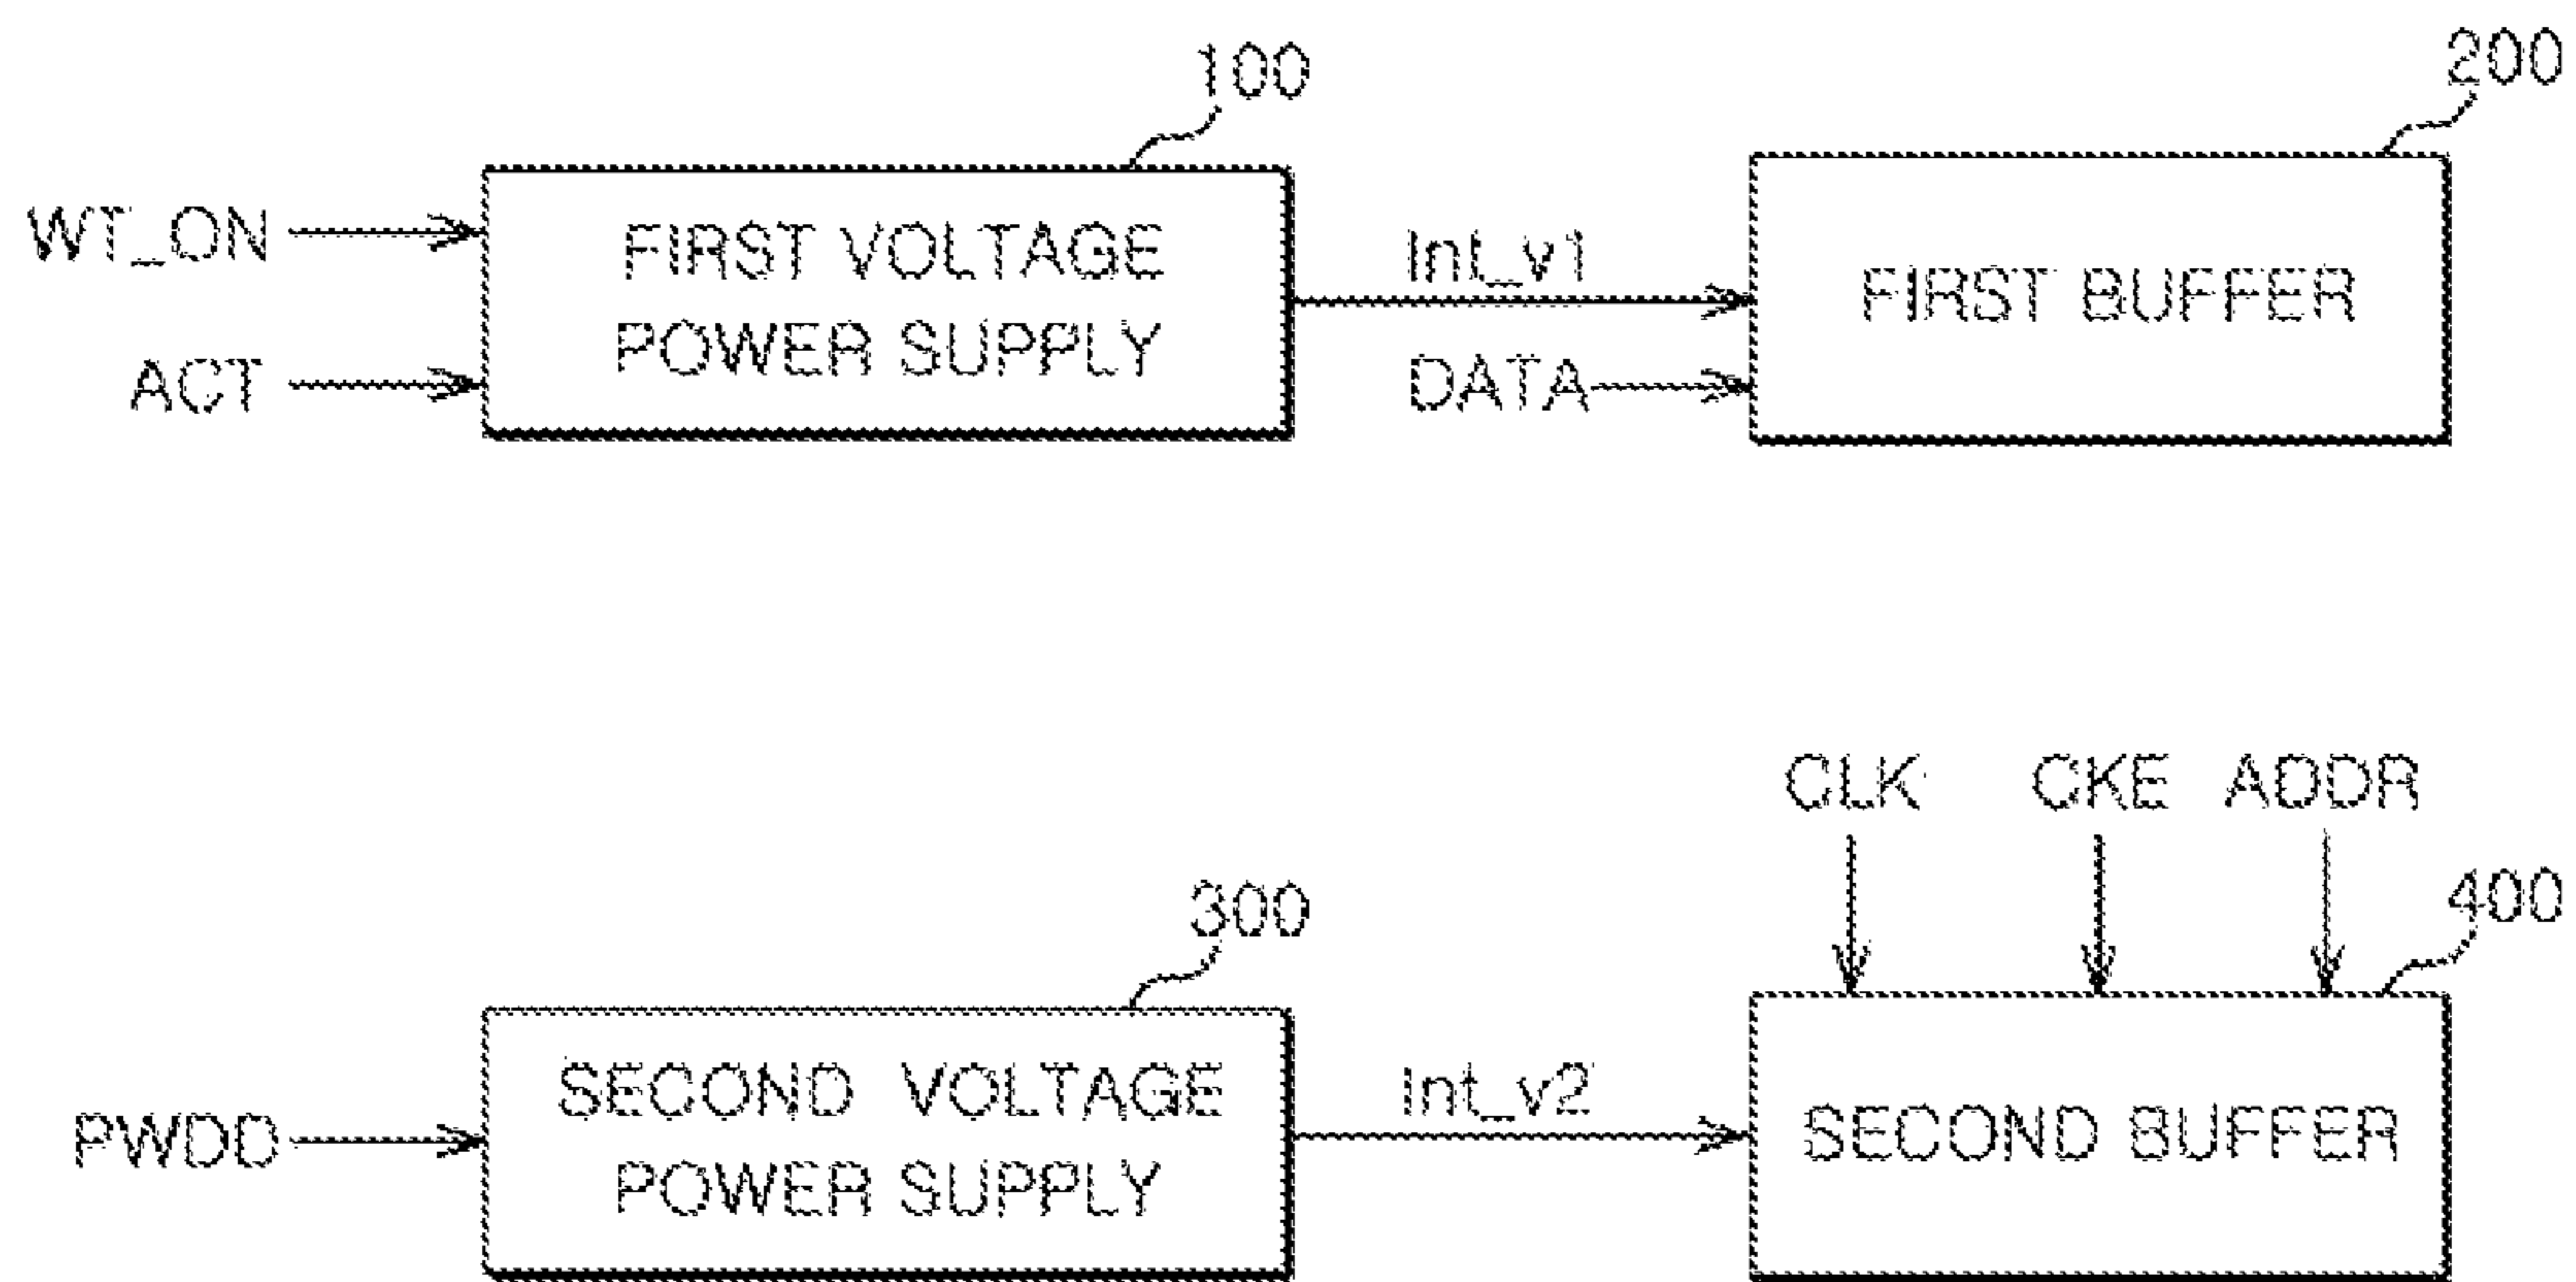 100
200
WT_ON
FIRST VOLTAGE
POWER SUPPLY
ACT
Int_v1
DATA
FIRST BUFFER
CLK CKE ADDR
300
400
PWDD
SECOND VOLTAGE
POWER SUPPLY
Int_v2
SECOND BUFFER